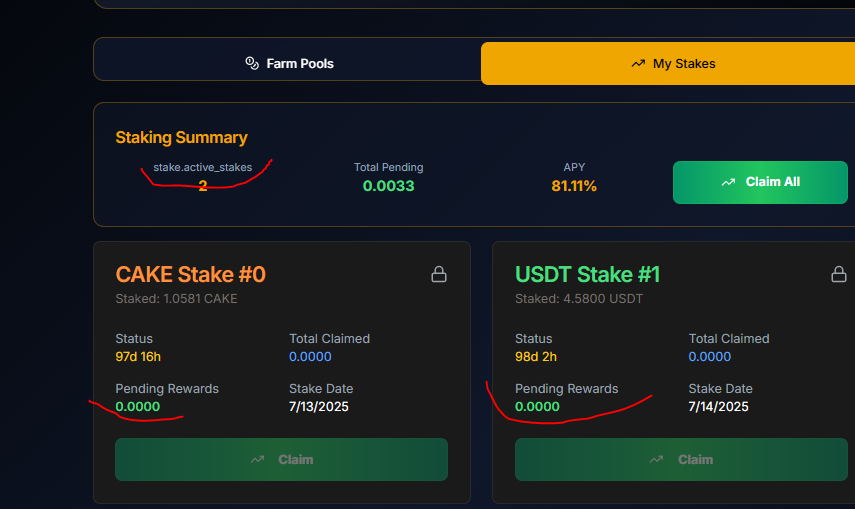 Farm Pools
My Stakes
Staking Summary
stake.active_stakes
2
Total Pending
0.0033
APY
81.11%
Claim All
CAKE Stake #0
Staked: 1.0581 CAKE
Status
97d 16h
Total Claimed
0.0000
Pending Rewards
0.0000
Stake Date
7/13/2025
Claim
USDT Stake #1
Staked: 4.5800 USDT
Status
98d 2h
Total Claimed
0.0000
Pending Rewards
0.0000
Stake Date
7/14/2025
Claim